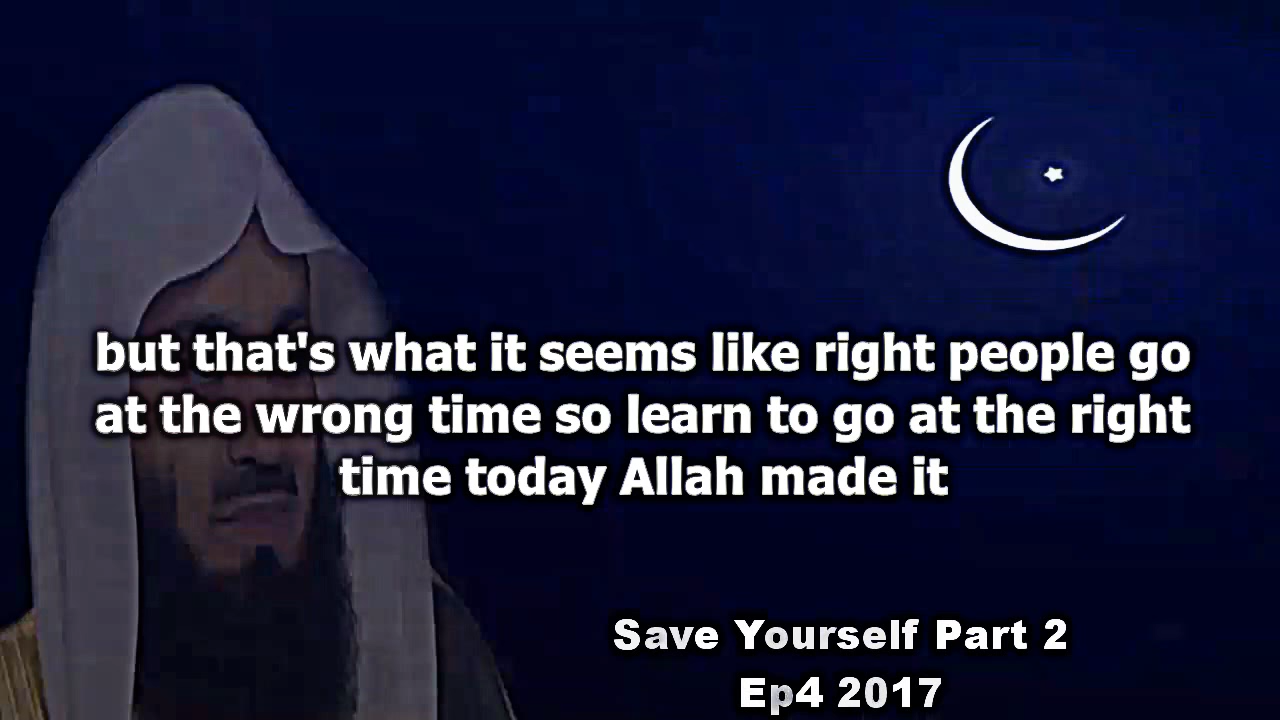 but that's what it seems like right people go
at the wrong time so learn to go at the right
time today Allah made it
Save Yourself Part 2
Ep4 2017